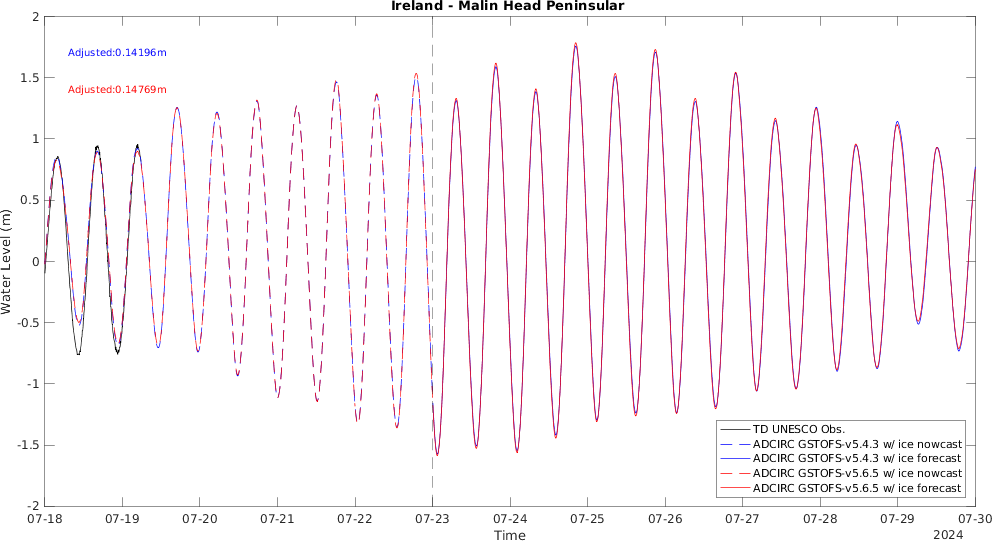 Ireland - Malin Head Peninsular
2
1.5
1
0.5
0
-0.5
-1
-1.5
-2
Water Level (m)
Adjusted:0.14196m
Adjusted:0.14769m
TD UNESCO Obs.
ADCIRC GSTOFS-v5.4.3 w/ ice nowcast
ADCIRC GSTOFS-v5.4.3 w/ ice forecast
ADCIRC GSTOFS-v5.6.5 w/ ice nowcast
ADCIRC GSTOFS-v5.6.5 w/ ice forecast
07-18 07-19 07-20 07-21 07-22 07-23 07-24 07-25 07-26 07-27 07-28 07-29 07-30
Time
2024